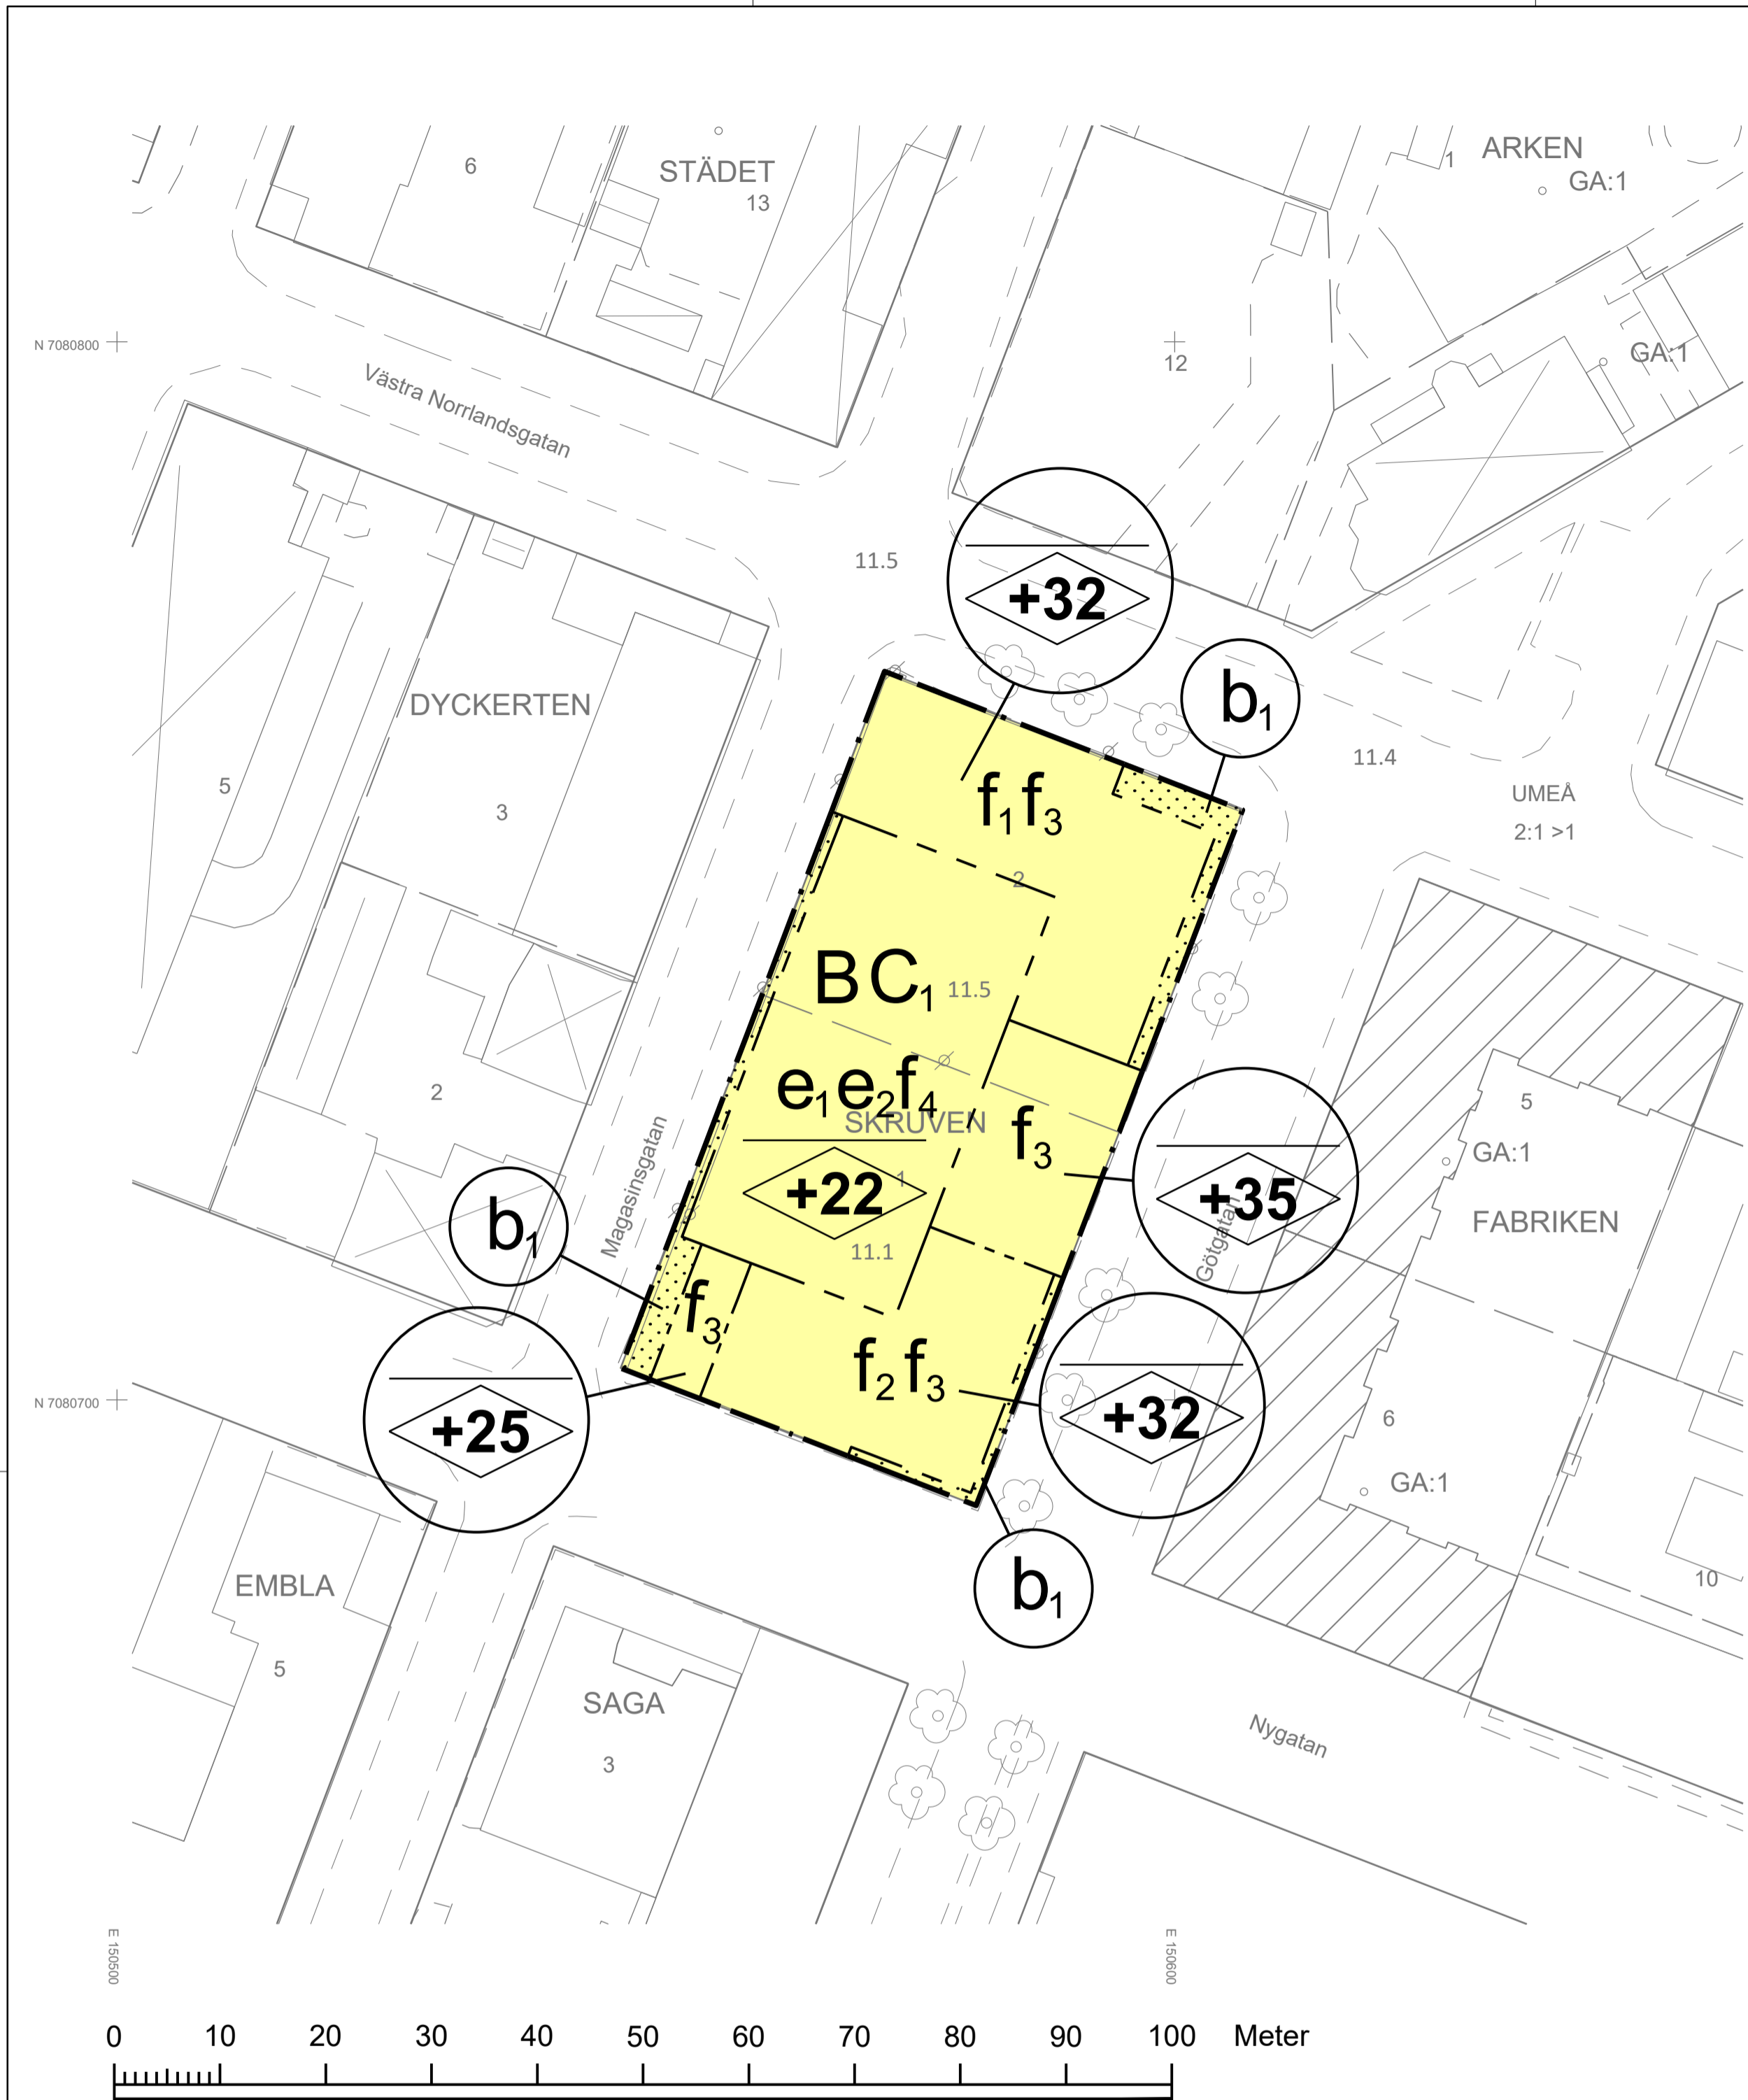 ARKEN
1
GA:1
6
STÄDET
13
N 7080800
12
GA:1
Västra Norrlandsgatan
11.5
+32
b1
DYCKERTEN
11.4
5
3
f1 f3
UMEÅ
2:1 >1
2
BC1
11.5
e1 e2 f4
SKRUVEN
2
f3
5
GA:1
Magasinsgatan
+22
1
+35
Götgatan
FABRIKEN
b1
11.1
f3
f2 f3
N 7080700
+25
+32
6
GA:1
b1
EMBLA
5
10
SAGA
3
Nygatan
E 150500
E 150600
0 10 20 30 40 50 60 70 80 90 100 Meter